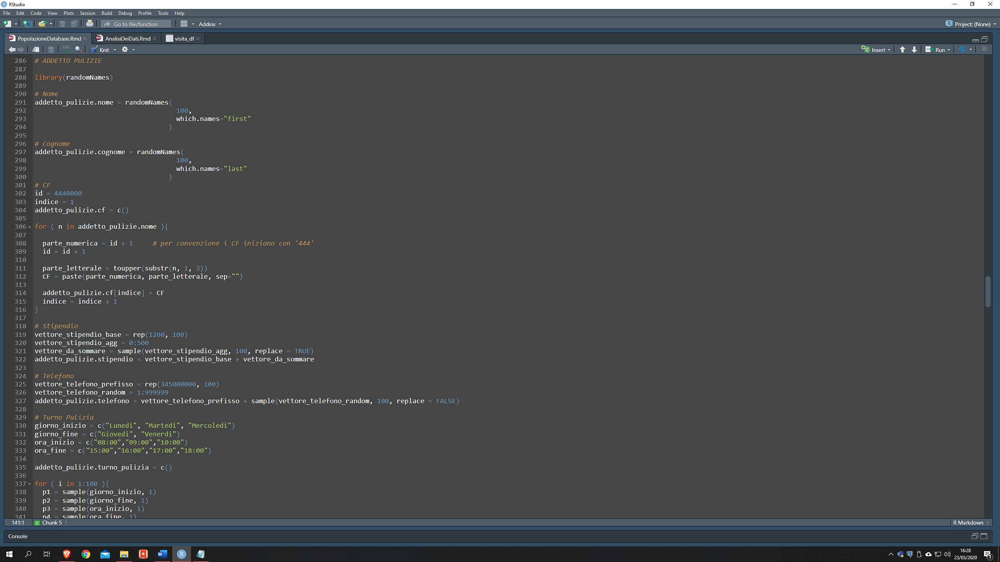 RStudio
File Edit Code View Plots Session Build Debug Profile Tools Help
Go to file/function Addins Project: (None)
PopolazioneDatabase.Rmd AnalisiDeiDati.Rmd visita_df
ABC Knit Insert Run
286 # ADDETTO PULIZIE
287
288 library(randomNames)
289
290 # Nome
291 addetto_pulizie.nome = randomNames(
292 100,
293 which.names="first"
294 )
295
296 # Cognome
297 addetto_pulizie.cognome = randomNames(
298 100,
299 which.names="last"
300 )
301 # CF
302 id = 4440000
303 indice = 1
304 addetto_pulizie.cf = c()
305
306 for ( n in addetto_pulizie.nome ){
307
308 parte_numerica = id + 1 # per convenzione i CF iniziano con '444'
309 id = id + 1
310
311 parte_letterale = toupper(substr(n, 1, 3))
312 CF = paste(parte_numerica, parte_letterale, sep="")
313
314 addetto_pulizie.cf[indice] = CF
315 indice = indice + 1
316 }
317
318 # Stipendio
319 vettore_stipendio_base = rep(1200, 100)
320 vettore_stipendio_agg = 0:500
321 vettore_da_sommare = sample(vettore_stipendio_agg, 100, replace = TRUE)
322 addetto_pulizie.stipendio = vettore_stipendio_base + vettore_da_sommare
323
324 # Telefono
325 vettore_telefono_prefisso = rep(345000000, 100)
326 vettore_telefono_random = 1:999999
327 addetto_pulizie.telefono = vettore_telefono_prefisso + sample(vettore_telefono_random, 100, replace = FALSE)
328
329 # Turno Pulizia
330 giorno_inizio = c("Lunedi", "Martedi", "Mercoledi")
331 giorno_fine = c("Giovedi", "Venerdi")
332 ora_inizio = c("08:00","09:00","10:00")
333 ora_fine = c("15:00","16:00","17:00","18:00")
334
335 addetto_pulizie.turno_pulizia = c()
336
337 for ( i in 1:100 ){
338 p1 = sample(giorno_inizio, 1)
339 p2 = sample(giorno_fine, 1)
340 p3 = sample(ora_inizio, 1)
341 p4 = sample(ora_fine, 1)
141:1 Chunk 5 R Markdown
Console
16:28
23/03/2020